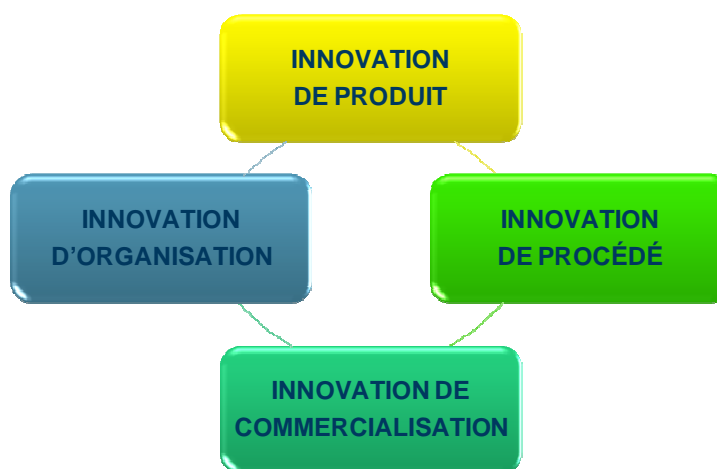 INNOVATION
DE PRODUIT
INNOVATION
D'ORGANISATION
INNOVATION
DE PROCÉDÉ
INNOVATION DE
COMMERCIALISATION